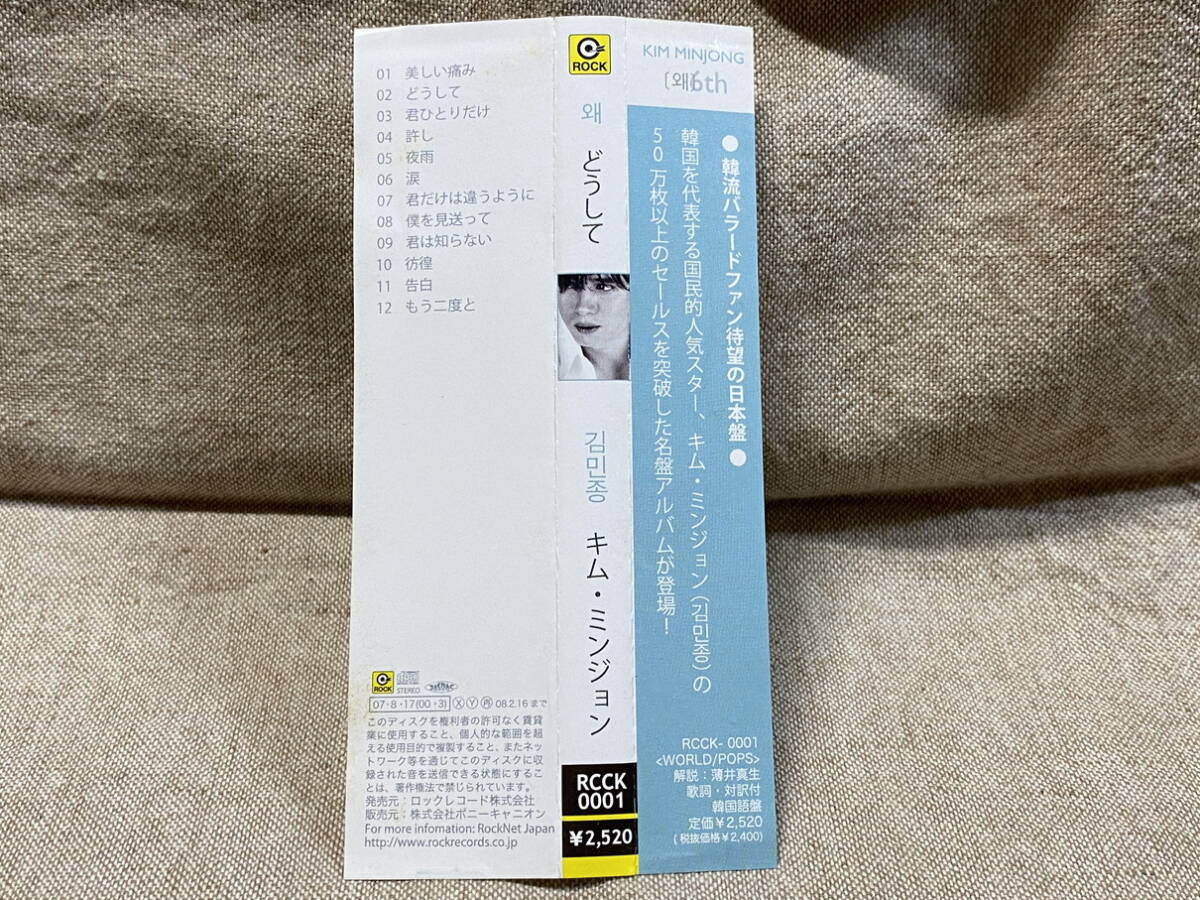 01 美しい痛み
02 どうして
03 君ひとりだけ
04 許し
05 夜雨
06 涙
07 君だけは違うように
08 僕を見送って
09 君は知らない
10 彷徨
11 告白
12 もう二度と
ROCK
STEREO
07・8・17(00・3) Ⓧ Ⓨ 08.2.16 まで
このディスクを権利者の許可なく賃貸
業に使用すること、個人的な範囲を超
える使用目的で複製すること、またネッ
トワーク等を通じてこのディスクに収
録された音を送信できる状態にするこ
とは、著作権法で禁じられています。
発売元：ロックレコード株式会社
販売元：株式会社ポニーキャニオン
For more infomation: RockNet Japan
http://www.rockrecords.co.jp
ROCK
왜 どうして
김민종 キム・ミンジョン
RCCK
0001
¥2,520
KIM MINJONG
[왜]6th
● 韓流バラードファン待望の日本盤 ●
韓国を代表する国民的人気スター、キム・ミンジョン(김민종)の
50 万枚以上のセールスを突破した名盤アルバムが登場！
RCCK- 0001
<WORLD/POPS>
解説：薄井真生
歌詞・対訳付
韓国語盤
定価¥2,520
(税抜価格¥2,400)